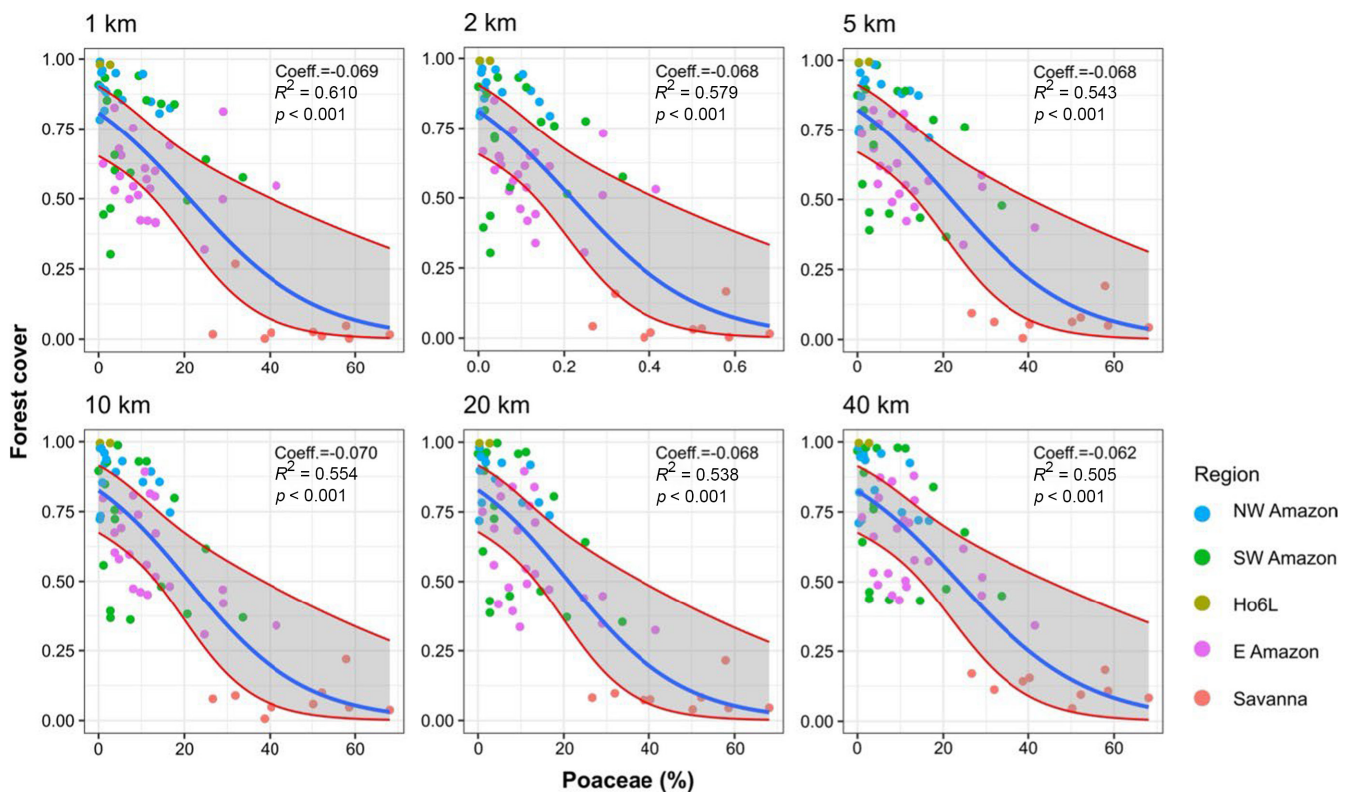 1 km
2 km
5 km
Coeff.=-0.069
R² = 0.610
p < 0.001
Coeff.=-0.068
R² = 0.579
p < 0.001
Coeff.=-0.068
R² = 0.543
p < 0.001
1.00
0.75
0.50
0.25
0.00
1.00
0.75
0.50
0.25
0.00
1.00
0.75
0.50
0.25
0.00
0 20 40 60
0.0 0.2 0.4 0.6
0 20 40 60
Forest cover
10 km
20 km
40 km
Coeff.=-0.070
R² = 0.554
p < 0.001
Coeff.=-0.068
R² = 0.538
p < 0.001
Coeff.=-0.062
R² = 0.505
p < 0.001
1.00
0.75
0.50
0.25
0.00
1.00
0.75
0.50
0.25
0.00
1.00
0.75
0.50
0.25
0.00
0 20 40 60
0.0 20 40 60
0 20 40 60
Poaceae (%)
Region
NW Amazon
SW Amazon
Ho6L
E Amazon
Savanna